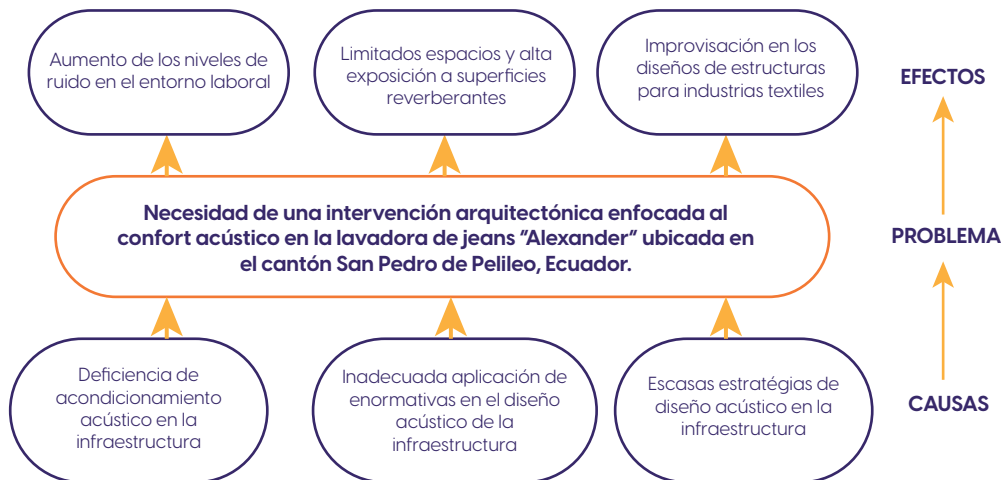 Aumento de los niveles de
ruido en el entorno laboral
Limitados espacios y alta
exposición a superficies
reverberantes
Improvisación en los
diseños de estructuras
para industrias textiles
EFECTOS
Necesidad de una intervención arquitectónica enfocada al
confort acústico en la lavadora de jeans "Alexander" ubicada en
el cantón San Pedro de Pelileo, Ecuador.
PROBLEMA
Deficiencia de
acondicionamiento
acústico en la
infraestructura
Inadecuada aplicación de
enormativas en el diseño
acústico de la
infraestructura
Escasas estratégias de
diseño acústico en la
infraestructura
CAUSAS